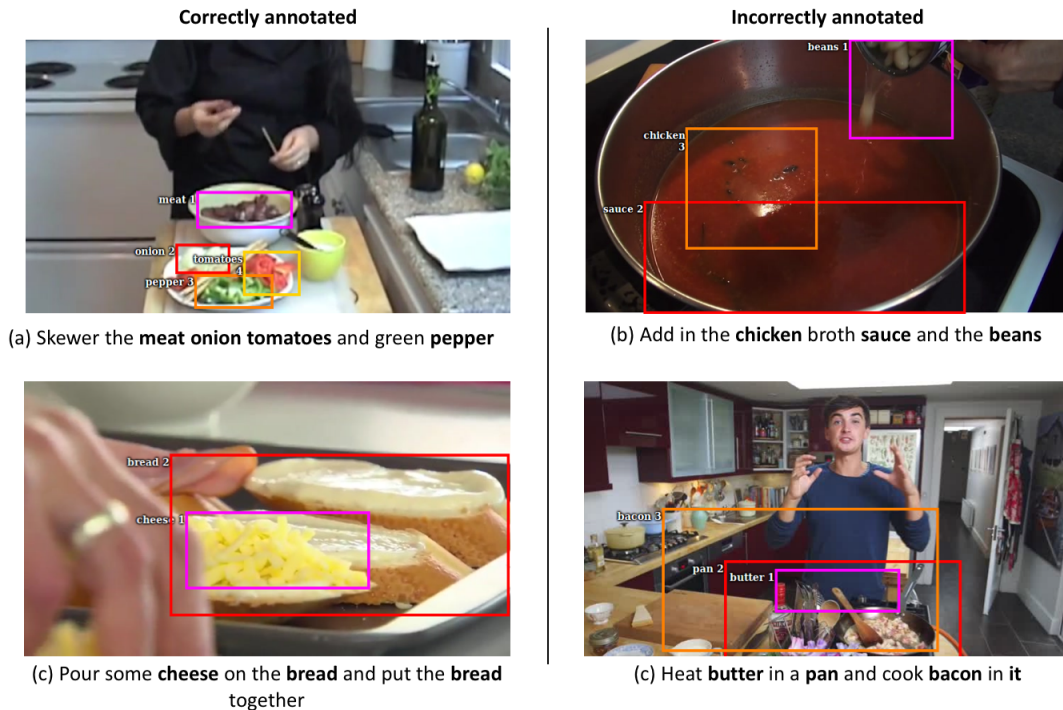 Correctly annotated
meat 1
onion 2
tomatoes
4
pepper 3
(a) Skewer the meat onion tomatoes and green pepper
bread 2
cheese 1
(c) Pour some cheese on the bread and put the bread
together
Incorrectly annotated
beans 1
chicken
3
sauce 2
(b) Add in the chicken broth sauce and the beans
bacon 3
pan 2
butter 1
(c) Heat butter in a pan and cook bacon in it